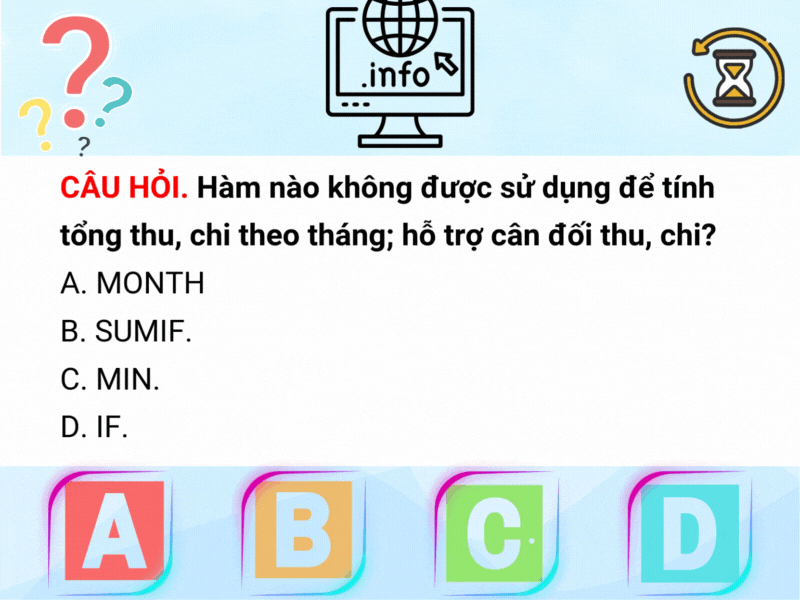 .info
CÂU HỎI. Hàm nào không được sử dụng để tính
tổng thu, chi theo tháng; hỗ trợ cân đối thu, chi?
A. MONTH
B. SUMIF.
C. MIN.
D. IF.
A B C D